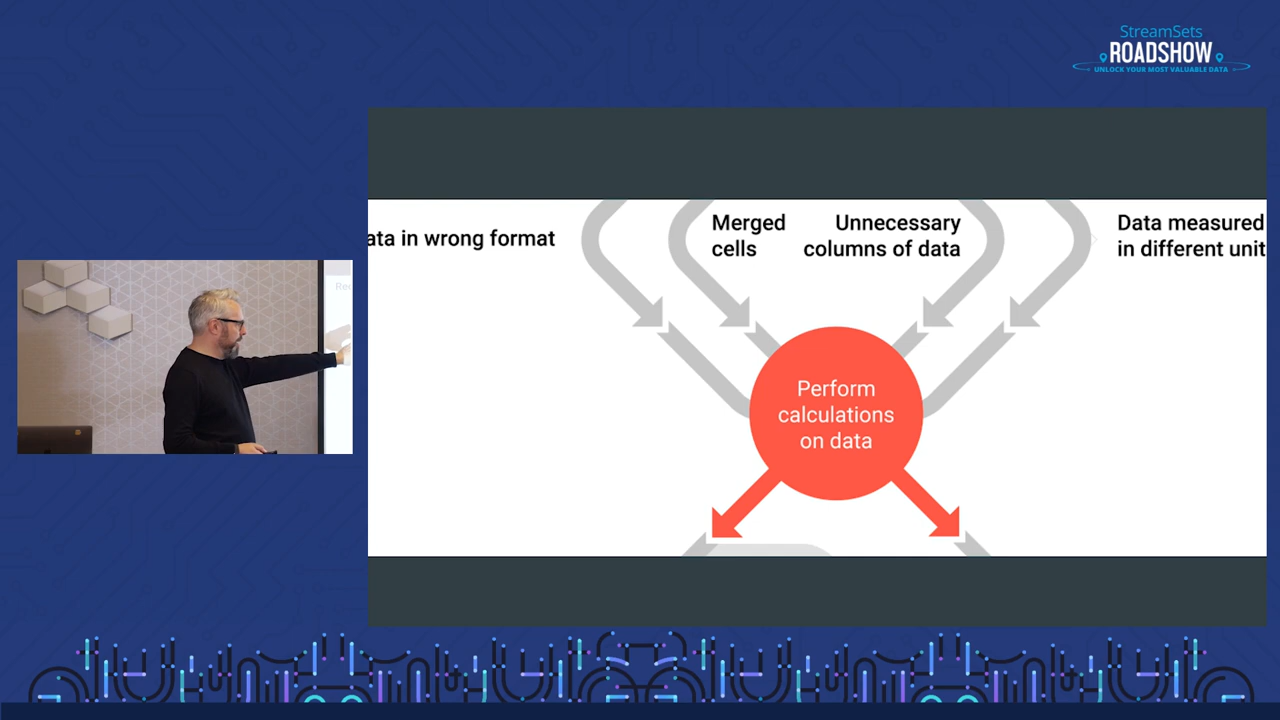 StreamSets
ROADSHOW
UNLOCK YOUR MOST VALUABLE DATA
ata in wrong format
Merged
cells
Unnecessary
columns of data
Data measured
in different unit
Perform
calculations
on data
Ree